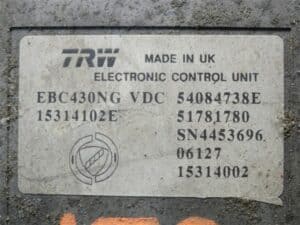 TRW MADE IN UK
ELECTRONIC CONTROL UNIT
EBC430NG VDC 54084738E
15314102E 51781780
SN4453696
06127
15314002